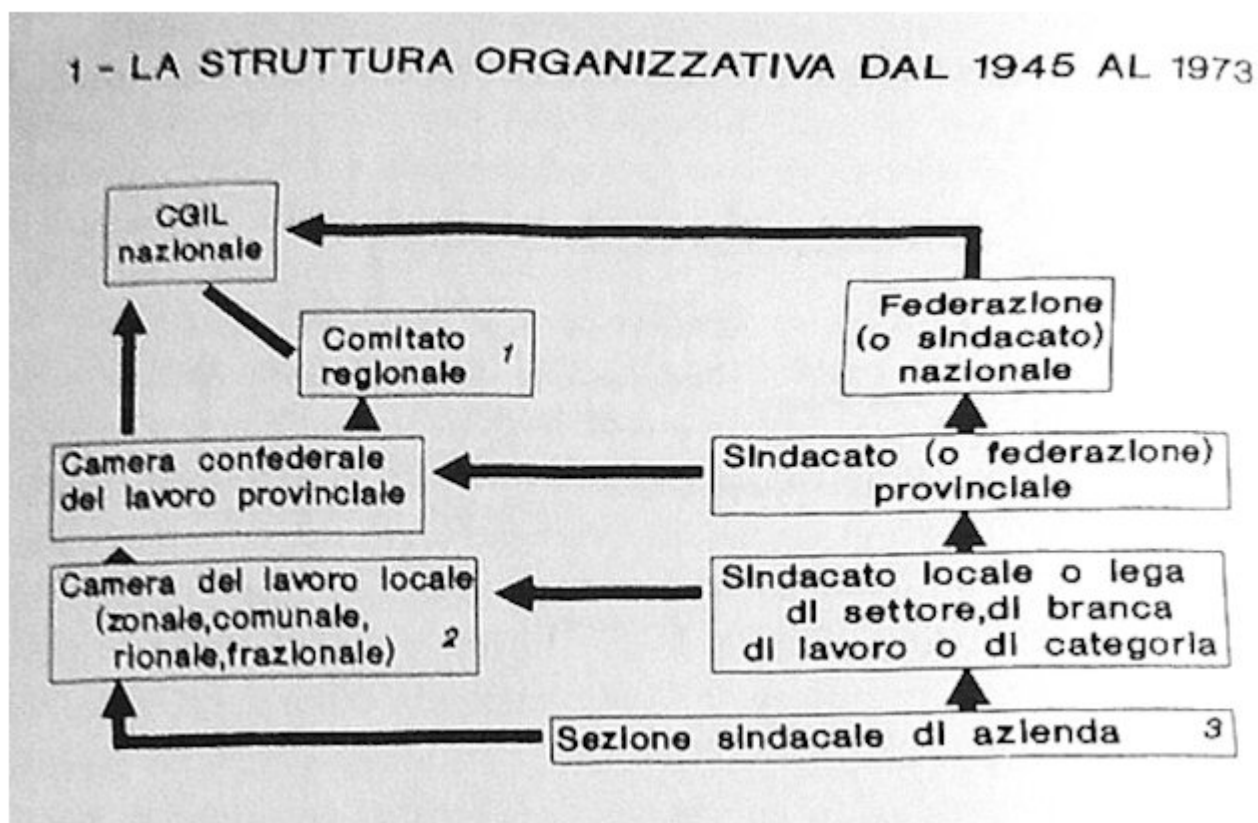 1 - LA STRUTTURA ORGANIZZATIVA DAL 1945 AL 1973
CGIL
nazionale
Comitato
regionale 1
Federazione
(o sindacato)
nazionale
Camera confederale
del lavoro provinciale
Sindacato (o federazione)
provinciale
Camera del lavoro locale
(zonale,comunale,
rionale,frazionale) 2
Sindacato locale o lega
di settore,di branca
di lavoro o di categoria
Sezione sindacale di azienda 3